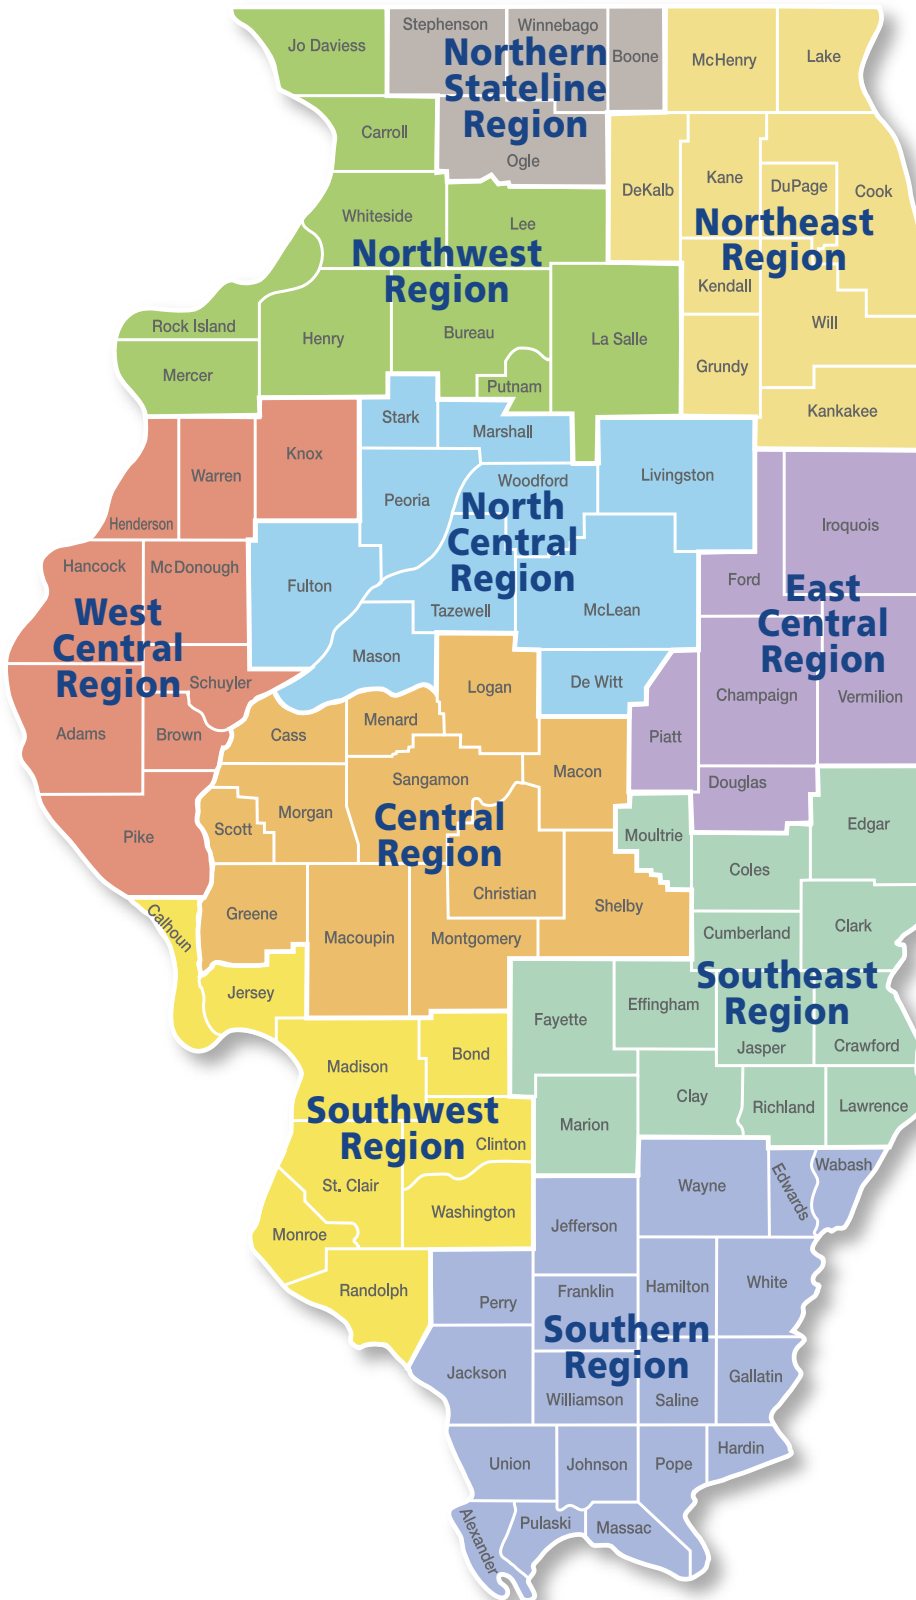 Jo Daviess
Stephenson
Winnebago
Boone
McHenry
Lake
Northern
Stateline
Region
Carroll
Ogle
DeKalb
Kane
DuPage
Cook
Whiteside
Lee
Northwest
Region
Northeast
Region
Kendall
Rock Island
Henry
Bureau
La Salle
Will
Mercer
Putnam
Grundy
Kankakee
Stark
Marshall
Knox
Warren
Henderson
Peoria
Woodford
Livingston
North
Central
Region
Iroquois
Hancock
McDonough
Fulton
Tazewell
McLean
Ford
East
Central
Region
West
Central
Region
Mason
Schuyler
Logan
De Witt
Champaign
Vermilion
Adams
Brown
Cass
Menard
Piatt
Sangamon
Macon
Douglas
Pike
Scott
Morgan
Central
Region
Moultrie
Edgar
Coles
Christian
Shelby
Calhoun
Greene
Macoupin
Montgomery
Cumberland
Clark
Southeast
Region
Jersey
Fayette
Effingham
Jasper
Crawford
Madison
Bond
Clay
Richland
Lawrence
Southwest
Region
Marion
Clinton
St. Clair
Washington
Wayne
Edwards
Wabash
Monroe
Jefferson
Randolph
Perry
Franklin
Hamilton
White
Southern
Region
Jackson
Williamson
Saline
Gallatin
Union
Johnson
Pope
Hardin
Alexander
Pulaski
Massac